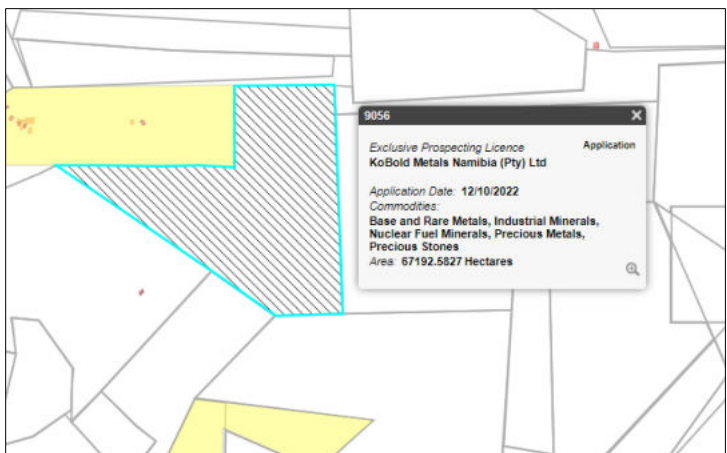 9056
Exclusive Prospecting Licence Application
KoBold Metals Namibia (Pty) Ltd
Application Date: 12/10/2022
Commodities:
Base and Rare Metals, Industrial Minerals,
Nuclear Fuel Minerals, Precious Metals,
Precious Stones
Area: 67192.5827 Hectares